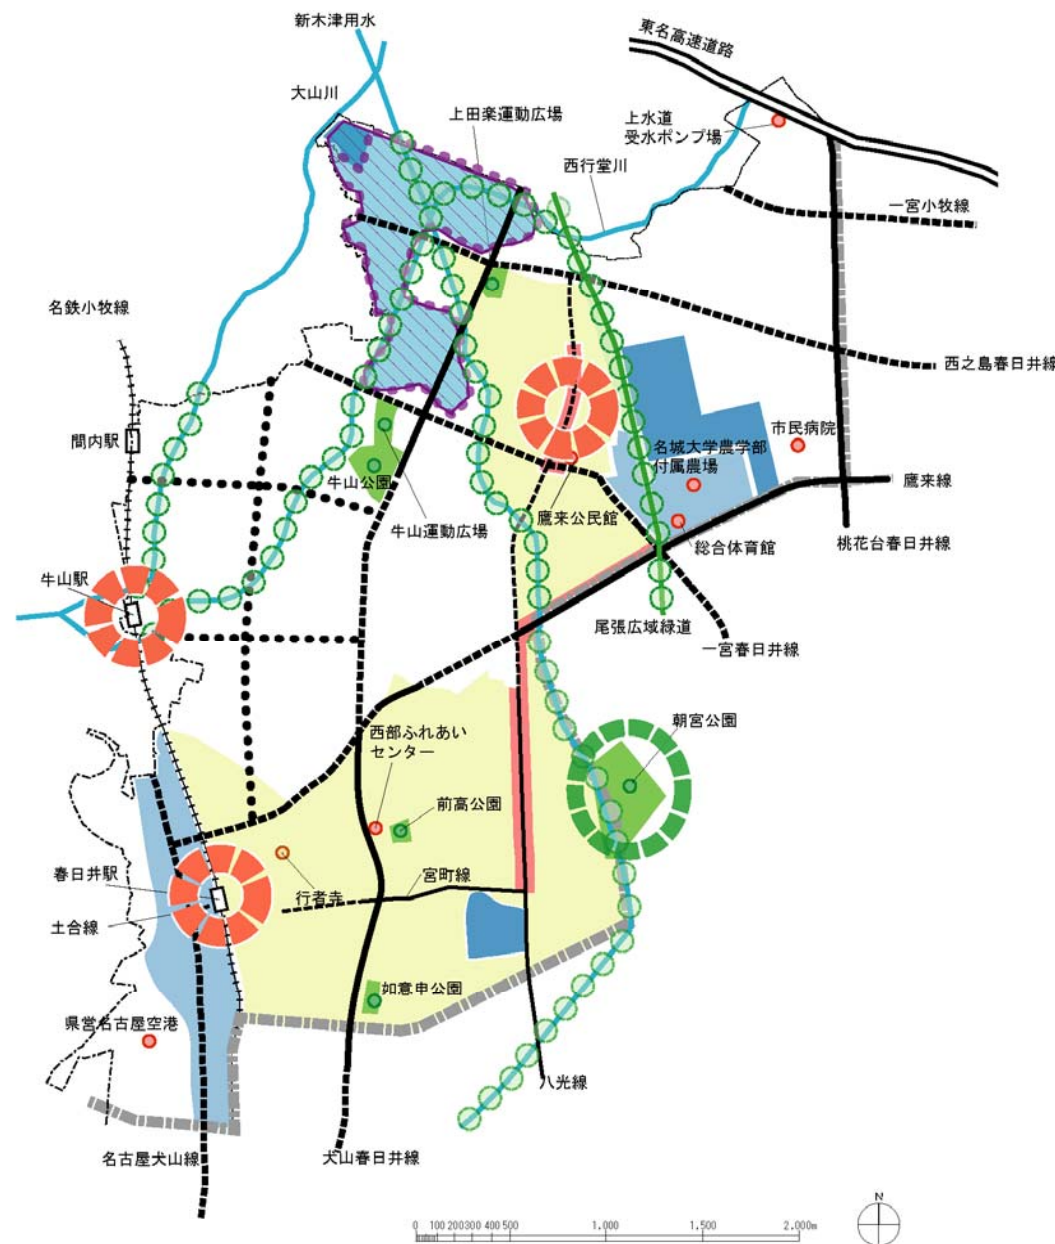 新木津用水
東名高速道路
大山川
上田楽運動広場
上水道
受水ポンプ場
西行堂川
一宮小牧線
名鉄小牧線
西之島春日井線
間内駅
市民病院
名城大学農学部
付属農場
牛山公園
鷹来線
牛山運動広場
鷹来公民館
総合体育館
桃花台春日井線
牛山駅
尾張広域緑道
一宮春日井線
朝宮公園
西部ふれあい
センター
前高公園
春日井駅
宮町線
行者寺
土合線
如意申公園
県営名古屋空港
八光線
名古屋犬山線
犬山春日井線
N
0 100 200 300 400 500 1,000 1,500 2,000m